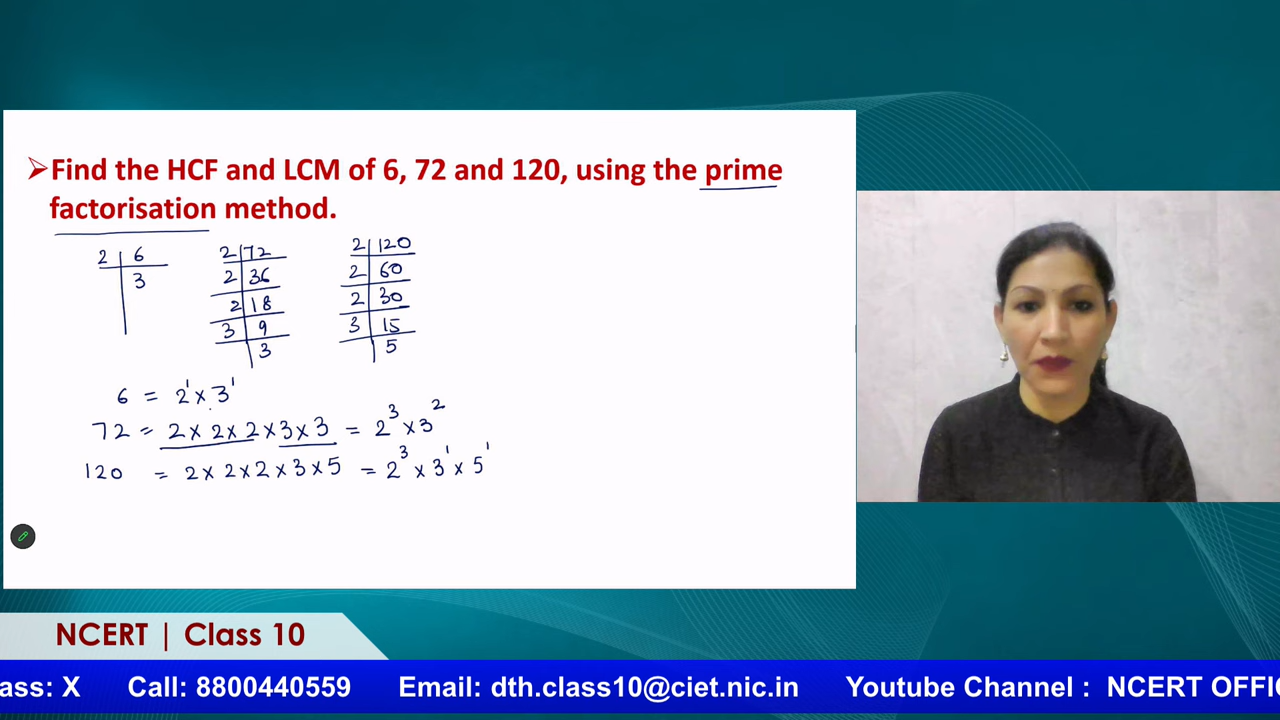 ➢Find the HCF and LCM of 6, 72 and 120, using the prime
factorisation method.
2 | 6
3
2 | 72
2 | 36
2 | 18
3 | 9
3
2 | 120
2 | 60
2 | 30
3 | 15
5
6 = 2¹ × 3¹
72 = 2 × 2 × 2 × 3 × 3 = 2³ × 3²
120 = 2 × 2 × 2 × 3 × 5 = 2³ × 3¹ × 5¹
NCERT | Class 10
ass: X Call: 8800440559 Email: dth.class10@ciet.nic.in Youtube Channel : NCERT OFFI